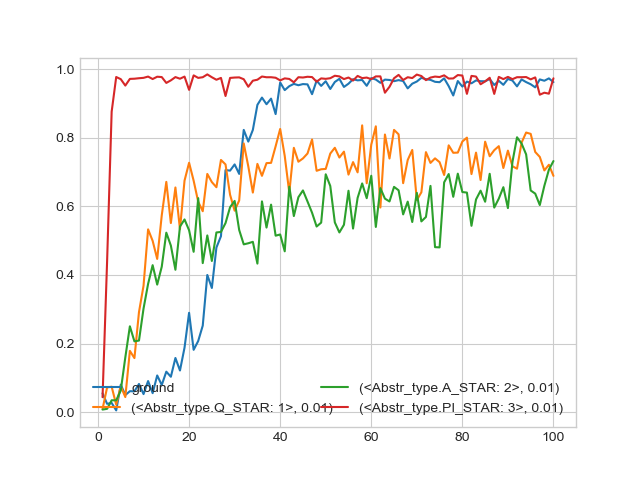 1.0
0.8
0.6
0.4
0.2
0.0
ground
(<Abstr_type.Q_STAR: 1>, 0.01)
(<Abstr_type.A_STAR: 2>, 0.01)
(<Abstr_type.PI_STAR: 3>, 0.01)
0 20 40 60 80 100